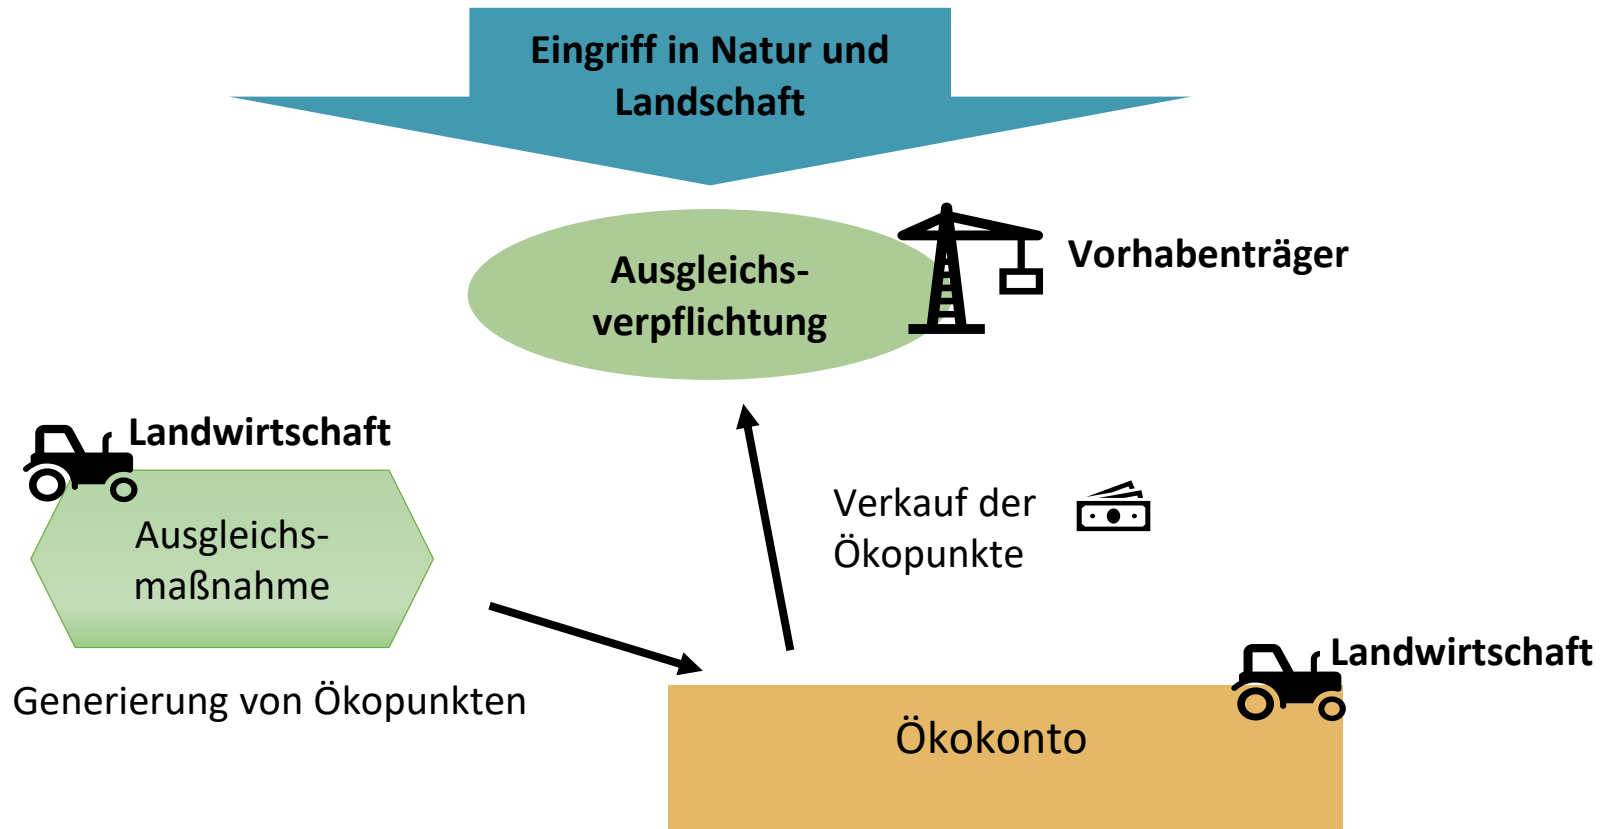 Eingriff in Natur und
Landschaft
Ausgleichs-
verpflichtung
Vorhabenträger
Landwirtschaft
Ausgleichs-
maßnahme
Generierung von Ökopunkten
Verkauf der
Ökopunkte
Landwirtschaft
Ökokonto